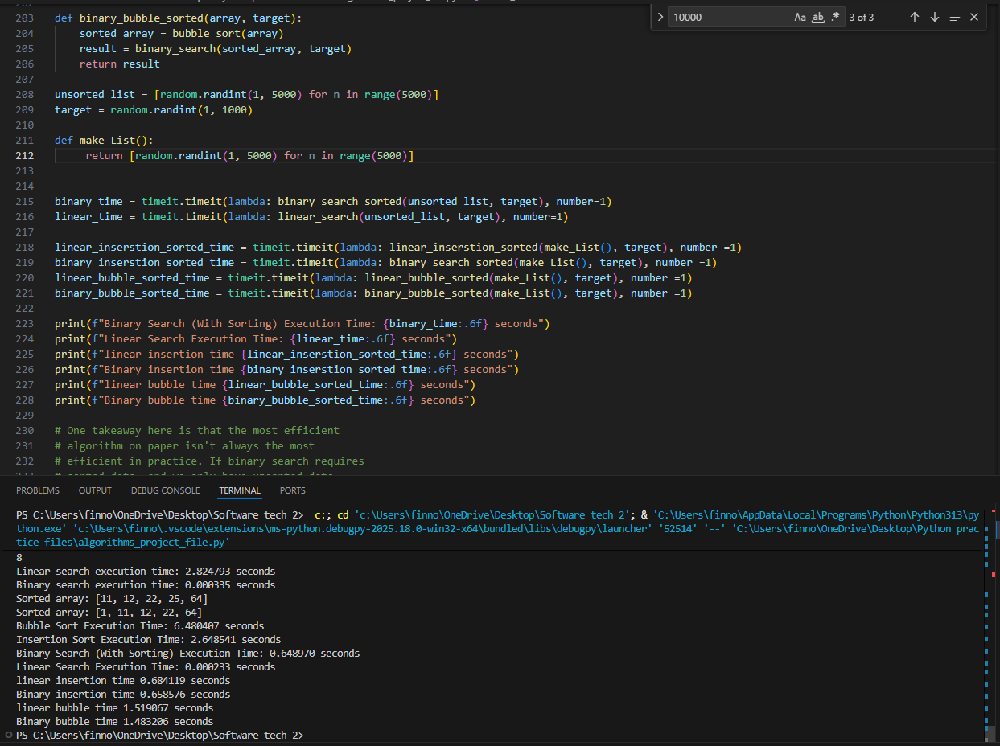 10000
Aa ab .* 3 of 3
203 def binary_bubble_sorted(array, target):
204 sorted_array = bubble_sort(array)
205 result = binary_search(sorted_array, target)
206 return result
207
208 unsorted_list = [random.randint(1, 5000) for n in range(5000)]
209 target = random.randint(1, 1000)
210
211 def make_List():
212 return [random.randint(1, 5000) for n in range(5000)]
213
214
215 binary_time = timeit.timeit(lambda: binary_search_sorted(unsorted_list, target), number=1)
216 linear_time = timeit.timeit(lambda: linear_search(unsorted_list, target), number=1)
217
218 linear_inserstion_sorted_time = timeit.timeit(lambda: linear_inserstion_sorted(make_List(), target), number =1)
219 binary_inserstion_sorted_time = timeit.timeit(lambda: binary_search_sorted(make_List(), target), number =1)
220 linear_bubble_sorted_time = timeit.timeit(lambda: linear_bubble_sorted(make_List(), target), number =1)
221 binary_bubble_sorted_time = timeit.timeit(lambda: binary_bubble_sorted(make_List(), target), number =1)
222
223 print(f"Binary Search (With Sorting) Execution Time: {binary_time:.6f} seconds")
224 print(f"Linear Search Execution Time: {linear_time:.6f} seconds")
225 print(f"linear insertion time {linear_inserstion_sorted_time:.6f} seconds")
226 print(f"Binary insertion time {binary_inserstion_sorted_time:.6f} seconds")
227 print(f"linear bubble time {linear_bubble_sorted_time:.6f} seconds")
228 print(f"Binary bubble time {binary_bubble_sorted_time:.6f} seconds")
229
230 # One takeaway here is that the most efficient
231 # algorithm on paper isn't always the most
232 # efficient in practice. If binary search requires
PROBLEMS OUTPUT DEBUG CONSOLE TERMINAL PORTS
PS C:\Users\finno\OneDrive\Desktop\Software tech 2> c:; cd 'c:\Users\finno\OneDrive\Desktop\Software tech 2'; & 'C:\Users\finno\AppData\Local\Programs\Python\Python313\py
thon.exe' 'c:\Users\finno\.vscode\extensions\ms-python.debugpy-2025.18.0-win32-x64\bundled\libs\debugpy\launcher' '52514' '--' 'C:\Users\finno\OneDrive\Desktop\Python prac
tice files\algorithms_project_file.py'
8
Linear search execution time: 2.824793 seconds
Binary search execution time: 0.000335 seconds
Sorted array: [11, 12, 22, 25, 64]
Sorted array: [1, 11, 12, 22, 64]
Bubble Sort Execution Time: 6.480407 seconds
Insertion Sort Execution Time: 2.648541 seconds
Binary Search (With Sorting) Execution Time: 0.648970 seconds
Linear Search Execution Time: 0.000233 seconds
linear insertion time 0.684119 seconds
Binary insertion time 0.658576 seconds
linear bubble time 1.519067 seconds
Binary bubble time 1.483206 seconds
PS C:\Users\finno\OneDrive\Desktop\Software tech 2>